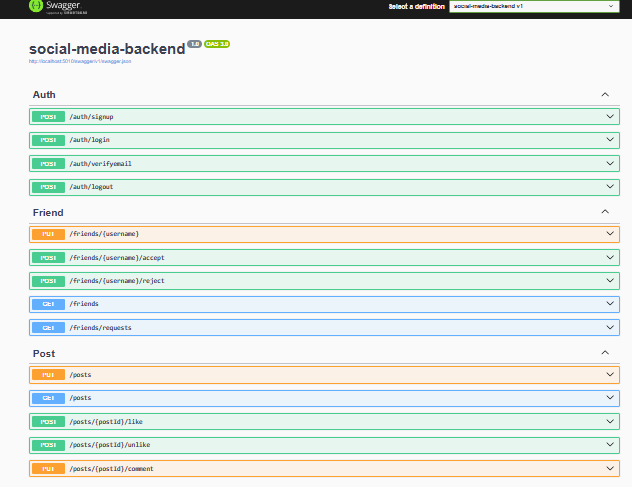 Swagger
Supported by SMARTBEAR
Select a definition
social-media-backend v1
social-media-backend 1.0 OAS 3.0
http://localhost:5010/swagger/v1/swagger.json
Auth
POST /auth/signup
POST /auth/login
POST /auth/verifyemail
POST /auth/logout
Friend
PUT /friends/{username}
POST /friends/{username}/accept
POST /friends/{username}/reject
GET /friends
GET /friends/requests
Post
PUT /posts
GET /posts
POST /posts/{postId}/like
POST /posts/{postId}/unlike
PUT /posts/{postId}/comment